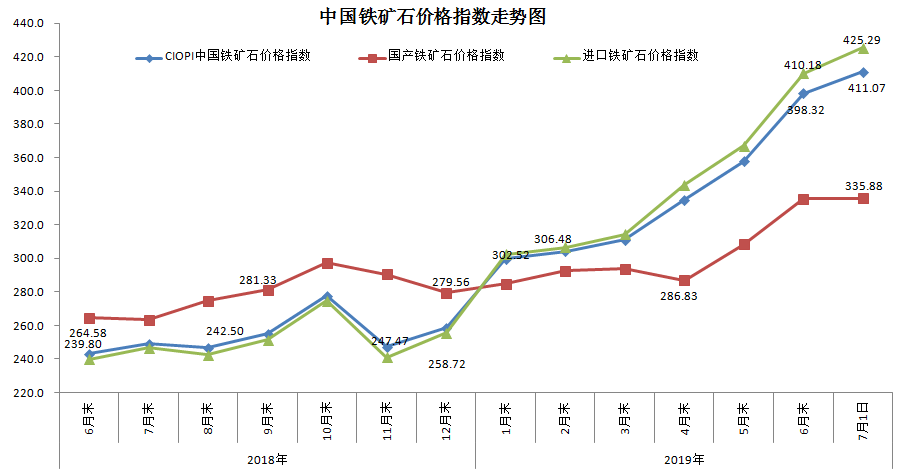 中国铁矿石价格指数走势图
440.0
420.0
400.0
380.0
360.0
340.0
320.0
300.0
280.0
260.0
240.0
220.0
CIOPI中国铁矿石价格指数
国产铁矿石价格指数
进口铁矿石价格指数
425.29
410.18
411.07
398.32
335.88
306.48
302.52
286.83
281.33
279.56
264.58
239.80
242.50
247.47
258.72
6月末
7月末
8月末
9月末
10月末
11月末
12月末
1月末
2月末
3月末
4月末
5月末
6月末
7月1日
2018年
2019年